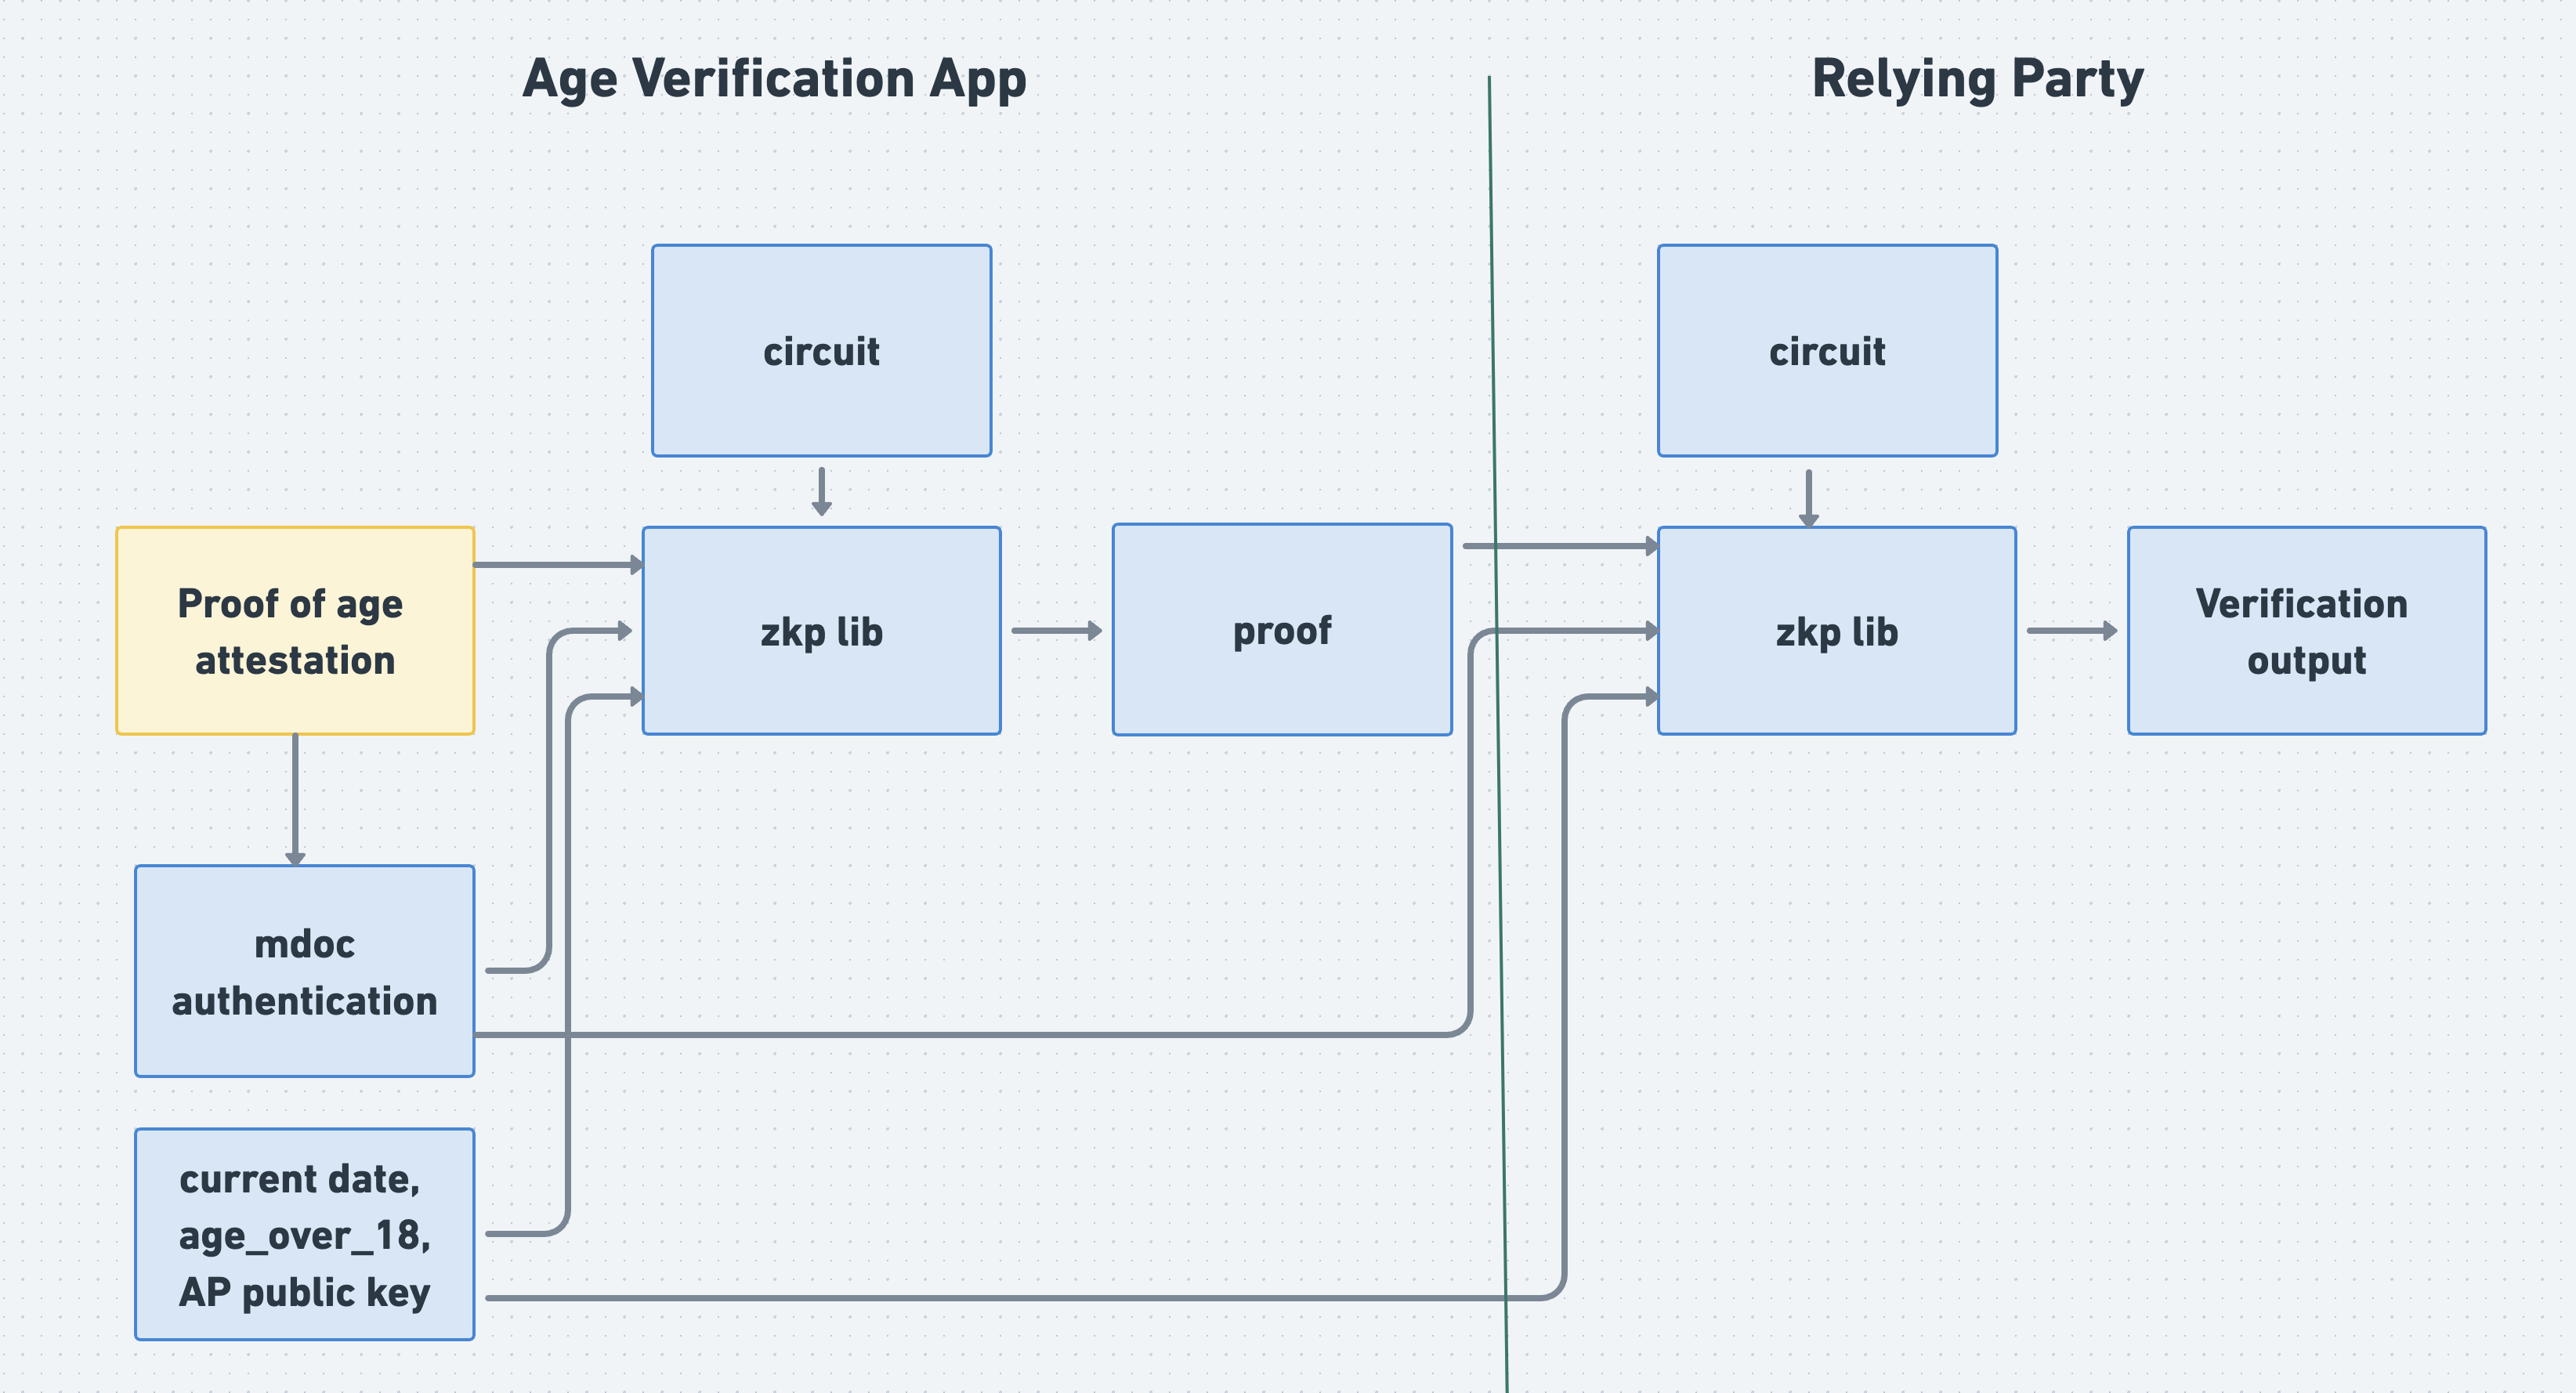 Age Verification App
Relying Party
circuit
circuit
Proof of age
attestation
zkp lib
proof
zkp lib
Verification
output
mdoc
authentication
current date,
age_over_18,
AP public key